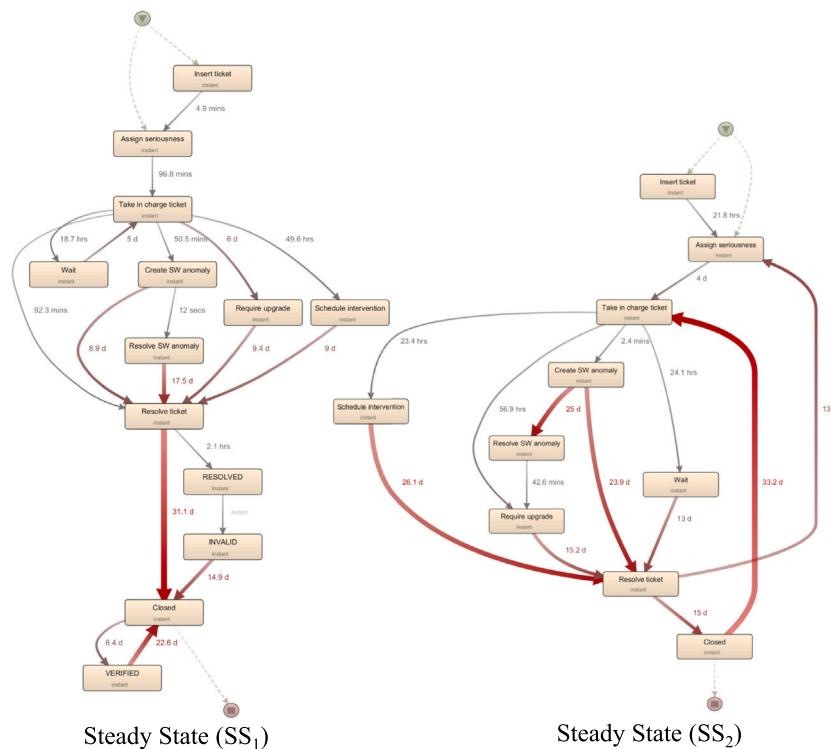 Insert ticket
instant
4.9 mins
Assign seriousness
instant
96.8 mins
Take in charge ticket
instant
18.7 hrs
5 d
50.5 mins
6 d
49.6 hrs
Wait
instant
Create SW anomaly
instant
92.3 mins
12 secs
Require upgrade
instant
Schedule intervention
instant
8.9 d
Resolve SW anomaly
instant
9.4 d
9 d
17.5 d
Resolve ticket
instant
2.1 hrs
RESOLVED
instant
31.1 d
instant
INVALID
instant
14.9 d
Closed
instant
6.4 d
22.6 d
VERIFIED
instant
Steady State (SS1)
Insert ticket
instant
21.8 hrs
Assign seriousness
instant
4 d
Take in charge ticket
instant
23.4 hrs
2.4 mins
Create SW anomaly
instant
24.1 hrs
Schedule intervention
instant
56.9 hrs
25 d
13
Resolve SW anomaly
instant
26.1 d
42.6 mins
23.9 d
Wait
instant
33.2 d
Require upgrade
instant
13 d
15.2 d
Resolve ticket
instant
15 d
Closed
instant
Steady State (SS2)